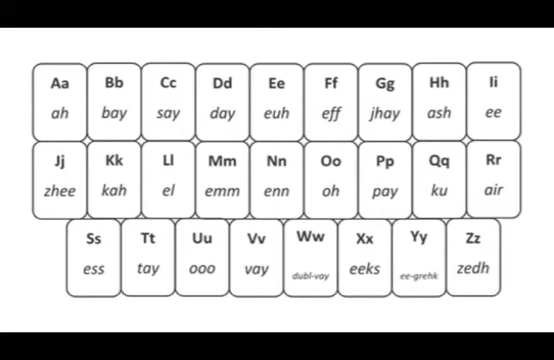 Aa Bb Cc Dd Ee Ff Gg Hh Ii
ah bay say day euh eff jhay ash ee
Jj Kk Ll Mm Nn Oo Pp Qq Rr
zhee kah el emm enn oh pay ku air
Ss Tt Uu Vv Ww Xx Yy Zz
ess tay ooo vay dubl-vay eeks ee-grehk zedh